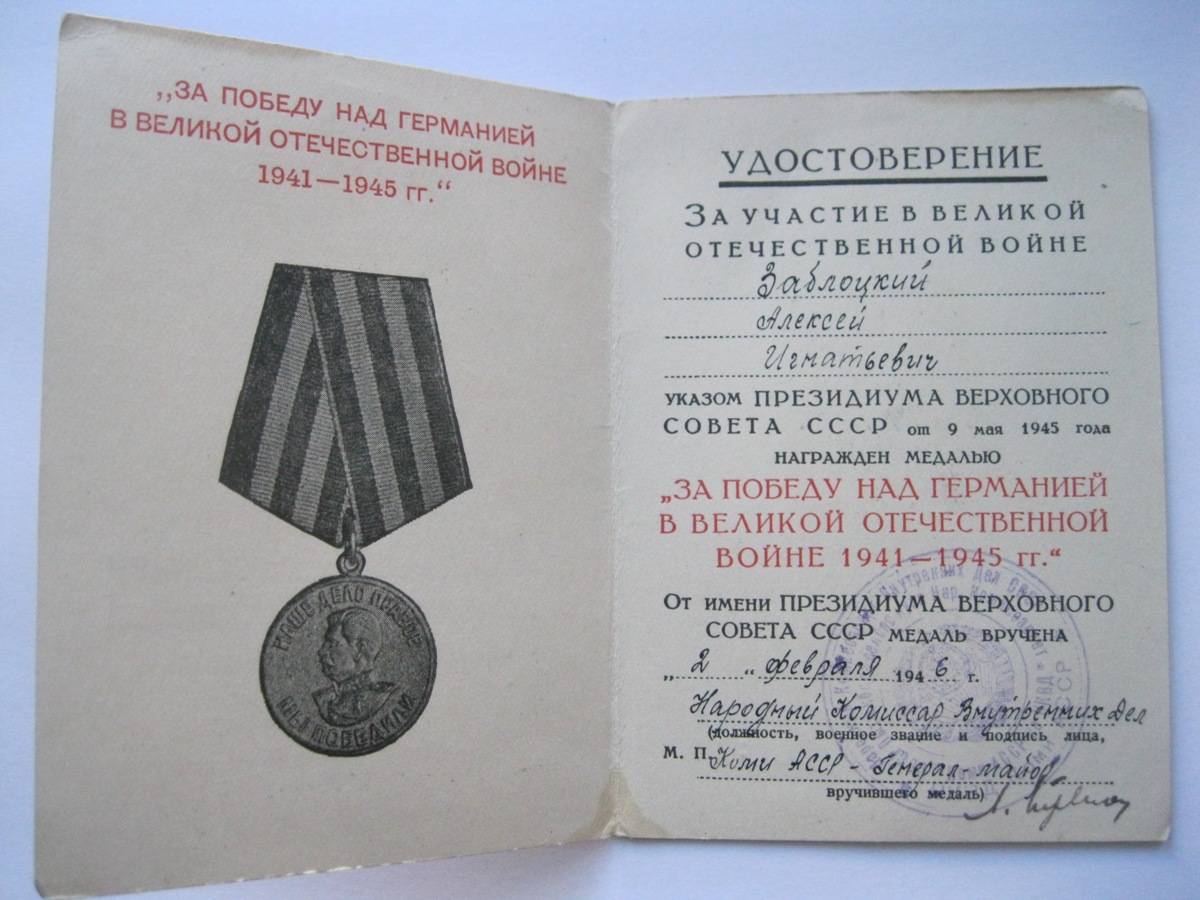 „ЗА ПОБЕДУ НАД ГЕРМАНИЕЙ
В ВЕЛИКОЙ ОТЕЧЕСТВЕННОЙ ВОЙНЕ
1941—1945 гг.“
НАШЕ ДЕЛО ПРАВОЕ
МЫ ПОБЕДИЛИ
УДОСТОВЕРЕНИЕ
ЗА УЧАСТИЕ В ВЕЛИКОЙ
ОТЕЧЕСТВЕННОЙ ВОЙНЕ
Заблоцкий
Алексей
Игнатьевич
УКАЗОМ ПРЕЗИДИУМА ВЕРХОВНОГО
СОВЕТА СССР от 9 мая 1945 года
НАГРАЖДЕН МЕДАЛЬЮ
„ЗА ПОБЕДУ НАД ГЕРМАНИЕЙ
В ВЕЛИКОЙ ОТЕЧЕСТВЕННОЙ
ВОЙНЕ 1941—1945 гг.“
От имени ПРЕЗИДИУМА ВЕРХОВНОГО
СОВЕТА СССР МЕДАЛЬ ВРУЧЕНА
„2“ февраля 1946 г.
Народный Комиссар Внутренних Дел
(должность, военное звание и подпись лица,
М. П. Коми АССР - Генерал-майор
вручившего медаль)